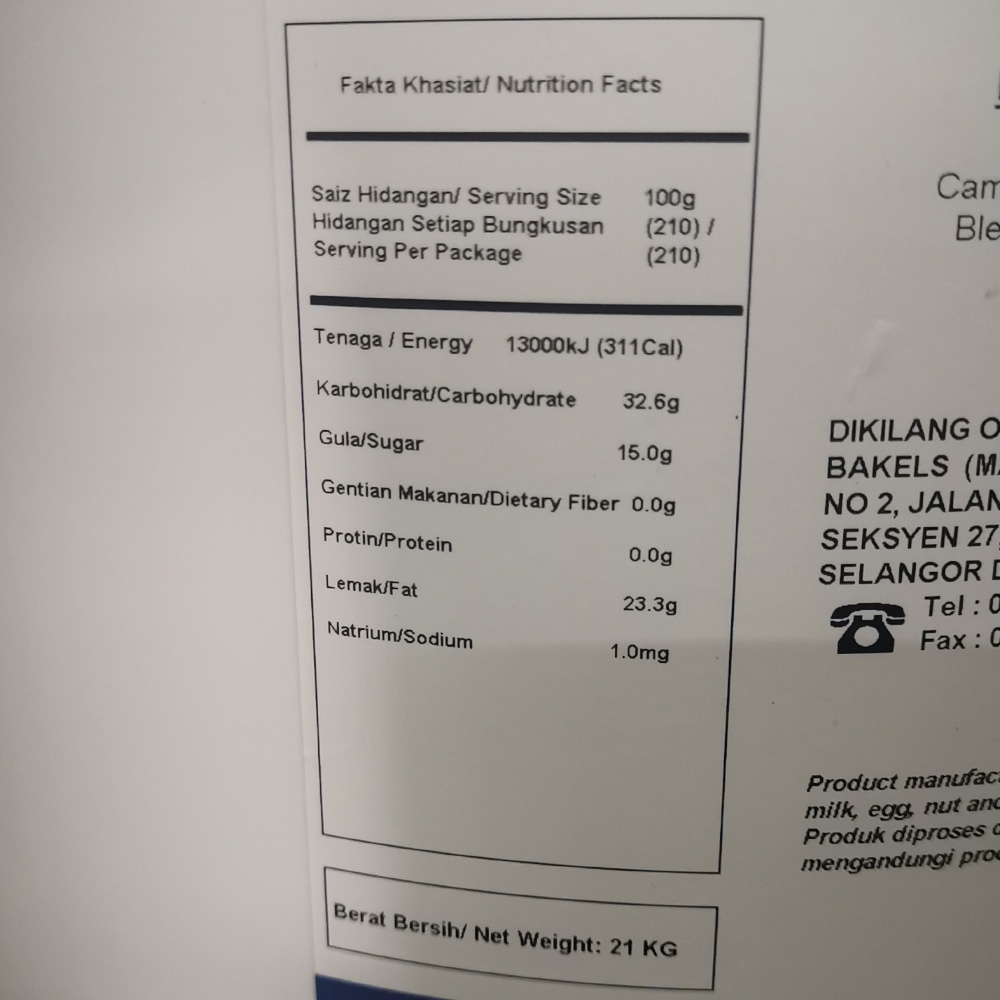 Fakta Khasiat/ Nutrition Facts
Saiz Hidangan/ Serving Size 100g
Hidangan Setiap Bungkusan (210) /
Serving Per Package (210)
Tenaga / Energy 13000kJ (311Cal)
Karbohidrat/Carbohydrate 32.6g
Gula/Sugar 15.0g
Gentian Makanan/Dietary Fiber 0.0g
Protin/Protein 0.0g
Lemak/Fat 23.3g
Natrium/Sodium 1.0mg
Berat Bersih/ Net Weight: 21 KG
DIKILANG
BAKELS
NO 2, JALAN
SEKSYEN 27,
SELANGOR
Tel :
Fax :
Product
milk, egg, nut
Produk diproses
mengandungi